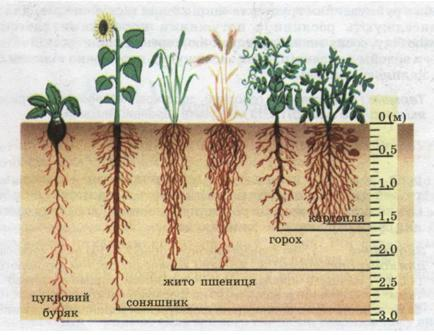 0 (м)
0,5
1,0
картопля
1,5
горох
2,0
жито пшениця
2,5
цукровий
буряк
соняшник
3,0